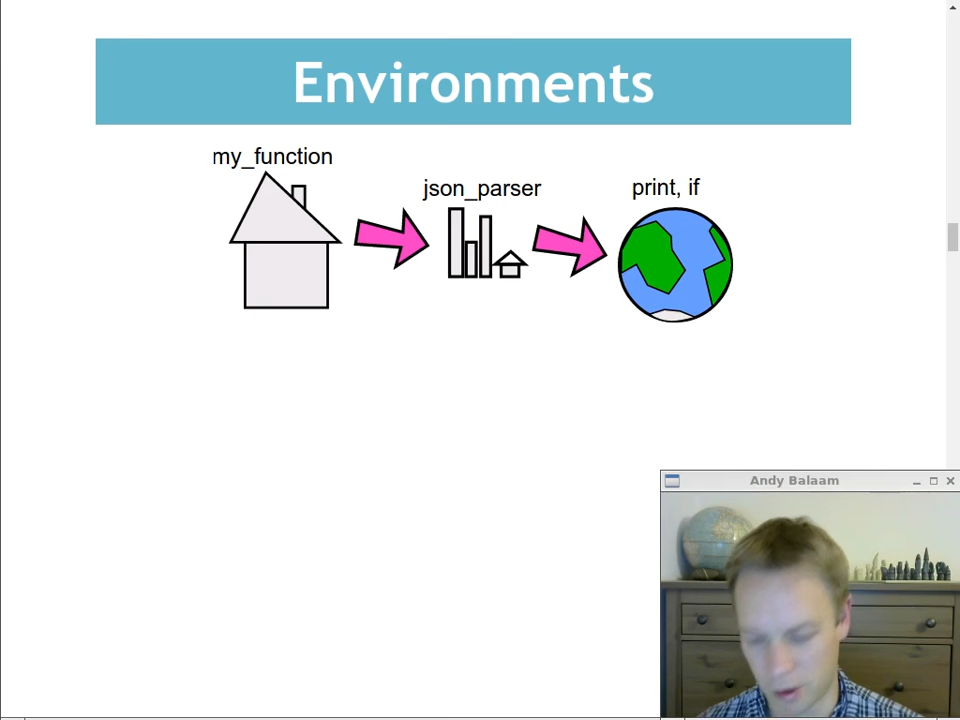 Environments
my_function
json_parser
print, if
Andy Balaam